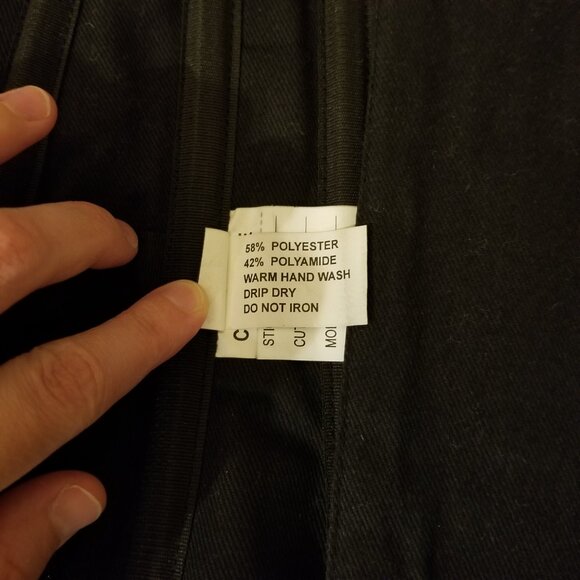 58% POLYESTER
42% POLYAMIDE
WARM HAND WASH
DRIP DRY
DO NOT IRON